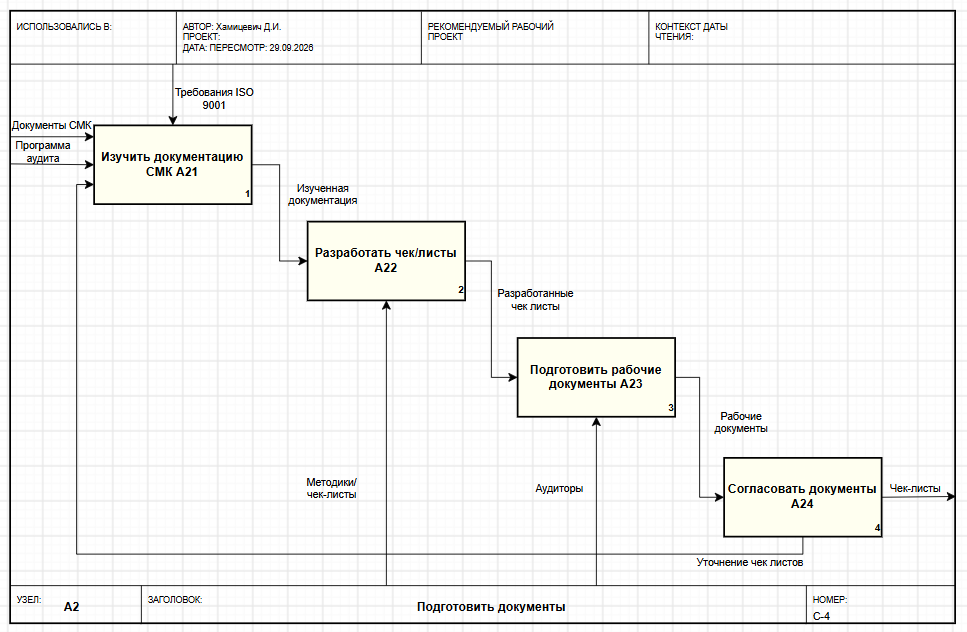 ИСПОЛЬЗОВАЛИСЬ В:
АВТОР: Хамицевич Д.И.
ПРОЕКТ:
ДАТА: ПЕРЕСМОТР: 29.09.2026
РЕКОМЕНДУЕМЫЙ РАБОЧИЙ
ПРОЕКТ
КОНТЕКСТ ДАТЫ
ЧТЕНИЯ:
Требования ISO
9001
Документы СМК
Программа
аудита
Изучить документацию
СМК А21
1
Изученная
документация
Разработать чек/листы
А22
2
Разработанные
чек листы
Подготовить рабочие
документы А23
3
Рабочие
документы
Методики/
чек-листы
Аудиторы
Согласовать документы
А24
4
Чек-листы
Уточнение чек листов
УЗЕЛ:
А2
ЗАГОЛОВОК:
Подготовить документы
НОМЕР:
С-4